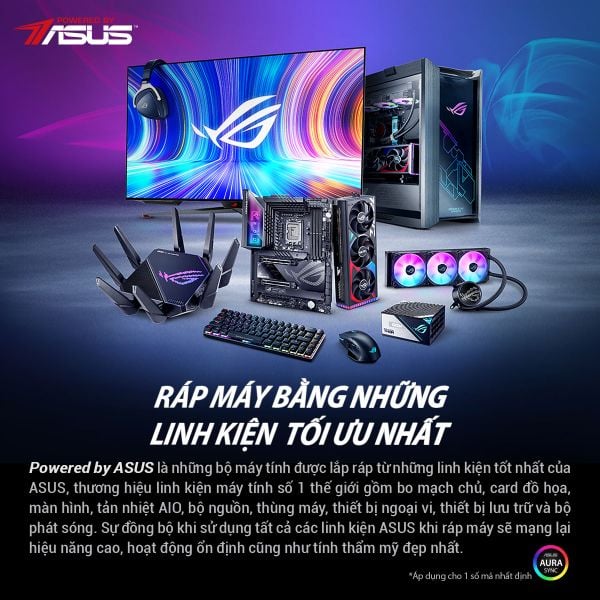 POWERED BY
ASUS
RÁP MÁY BẰNG NHỮNG
LINH KIỆN TỐI ƯU NHẤT
Powered by ASUS là những bộ máy tính được lắp ráp từ những linh kiện tốt nhất của
ASUS, thương hiệu linh kiện máy tính số 1 thế giới gồm bo mạch chủ, card đồ họa,
màn hình, tản nhiệt AIO, bộ nguồn, thùng máy, thiết bị ngoại vi, thiết bị lưu trữ và bộ
phát sóng. Sự đồng bộ khi sử dụng tất cả các linh kiện ASUS khi ráp máy sẽ mạng lại
hiệu năng cao, hoạt động ổn định cũng như tính thẩm mỹ đẹp nhất.
ASUS
AURA
SYNC
*Áp dụng cho 1 số mã nhất định